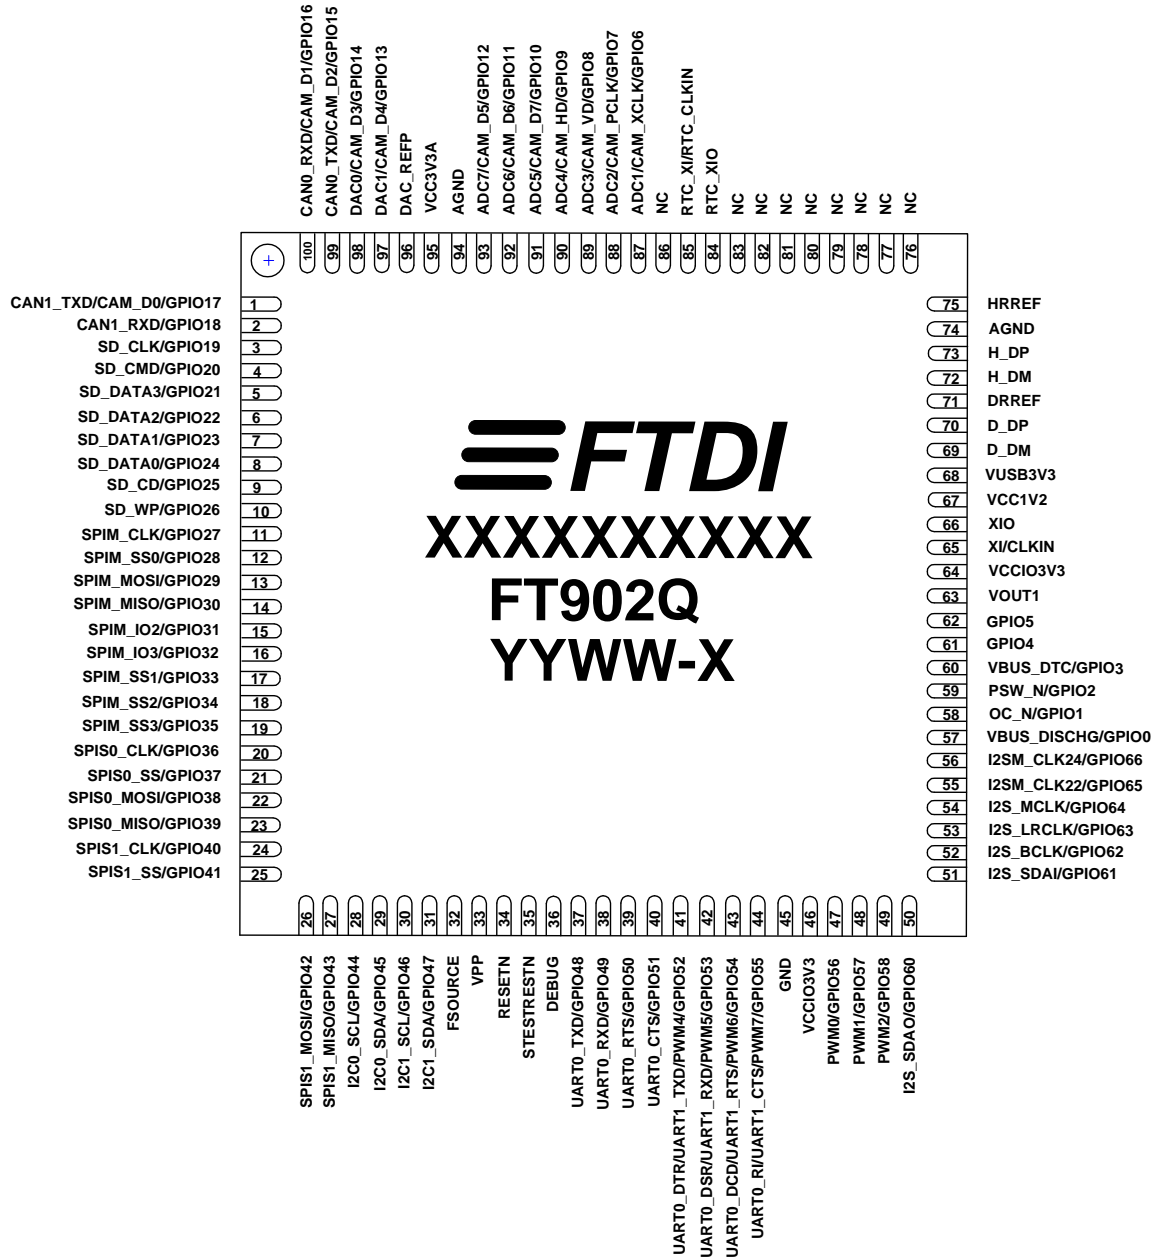 CAN0_RXD/CAM_D1/GPIO16
CAN0_TXD/CAM_D2/GPIO15
DAC0/CAM_D3/GPIO14
DAC1/CAM_D4/GPIO13
DAC_REFP
VCC3V3A
AGND
ADC7/CAM_D5/GPIO12
ADC6/CAM_D6/GPIO11
ADC5/CAM_D7/GPIO10
ADC4/CAM_HD/GPIO9
ADC3/CAM_VD/GPIO8
ADC2/CAM_PCLK/GPIO7
ADC1/CAM_XCLK/GPIO6
NC
RTC_XI/RTC_CLKIN
RTC_XIO
NC
NC
NC
NC
NC
NC
NC
NC
100
99
98
97
96
95
94
93
92
91
90
89
88
87
86
85
84
83
82
81
80
79
78
77
76
CAN1_TXD/CAM_D0/GPIO17 1
CAN1_RXD/GPIO18 2
SD_CLK/GPIO19 3
SD_CMD/GPIO20 4
SD_DATA3/GPIO21 5
SD_DATA2/GPIO22 6
SD_DATA1/GPIO23 7
SD_DATA0/GPIO24 8
SD_CD/GPIO25 9
SD_WP/GPIO26 10
SPIM_CLK/GPIO27 11
SPIM_SS0/GPIO28 12
SPIM_MOSI/GPIO29 13
SPIM_MISO/GPIO30 14
SPIM_IO2/GPIO31 15
SPIM_IO3/GPIO32 16
SPIM_SS1/GPIO33 17
SPIM_SS2/GPIO34 18
SPIM_SS3/GPIO35 19
SPIS0_CLK/GPIO36 20
SPIS0_SS/GPIO37 21
SPIS0_MOSI/GPIO38 22
SPIS0_MISO/GPIO39 23
SPIS1_CLK/GPIO40 24
SPIS1_SS/GPIO41 25
FTDI
XXXXXXXXXX
FT902Q
YYWW-X
75 HRREF
74 AGND
73 H_DP
72 H_DM
71 DRREF
70 D_DP
69 D_DM
68 VUSB3V3
67 VCC1V2
66 XIO
65 XI/CLKIN
64 VCCIO3V3
63 VOUT1
62 GPIO5
61 GPIO4
60 VBUS_DTC/GPIO3
59 PSW_N/GPIO2
58 OC_N/GPIO1
57 VBUS_DISCHG/GPIO0
56 I2SM_CLK24/GPIO66
55 I2SM_CLK22/GPIO65
54 I2S_MCLK/GPIO64
53 I2S_LRCLK/GPIO63
52 I2S_BCLK/GPIO62
51 I2S_SDAI/GPIO61
26
27
28
29
30
31
32
33
34
35
36
37
38
39
40
41
42
43
44
45
46
47
48
49
50
SPIS1_MOSI/GPIO42
SPIS1_MISO/GPIO43
I2C0_SCL/GPIO44
I2C0_SDA/GPIO45
I2C1_SCL/GPIO46
I2C1_SDA/GPIO47
FSOURCE
VPP
RESETN
STESTRESTN
DEBUG
UART0_TXD/GPIO48
UART0_RXD/GPIO49
UART0_RTS/GPIO50
UART0_CTS/GPIO51
UART0_DTR/UART1_TXD/PWM4/GPIO52
UART0_DSR/UART1_RXD/PWM5/GPIO53
UART0_DCD/UART1_RTS/PWM6/GPIO54
UART0_RI/UART1_CTS/PWM7/GPIO55
GND
VCCIO3V3
PWM0/GPIO56
PWM1/GPIO57
PWM2/GPIO58
I2S_SDAO/GPIO60